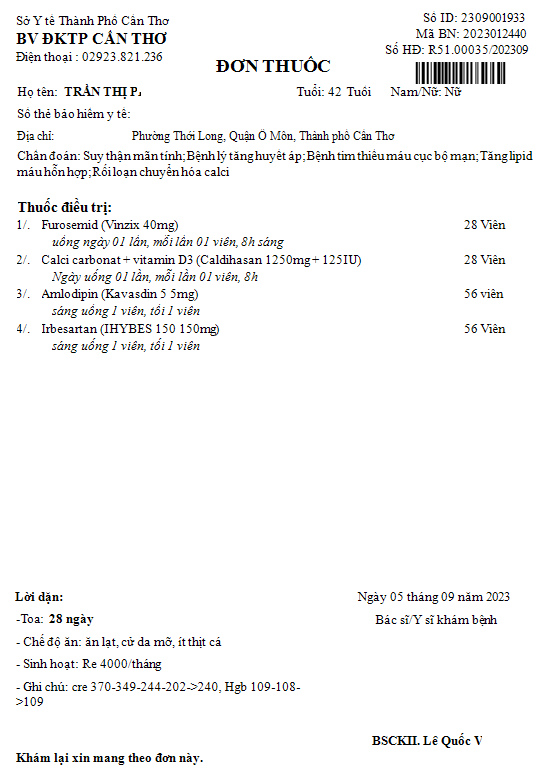 Sở Y tế Thành Phố Cần Thơ
BV ĐKTP CẦN THƠ
Điện thoại : 02923.821.236
Số ID: 2309001933
Mã BN: 2023012440
Số HĐ: R51.00035/202309
ĐƠN THUỐC
Họ tên: TRẦN THỊ P
Tuổi: 42 Tuổi Nam/Nữ: Nữ
Số thẻ bảo hiểm y tế:
Địa chỉ: Phường Thới Long, Quận Ô Môn, Thành phố Cần Thơ
Chẩn đoán: Suy thận mãn tính;Bệnh lý tăng huyết áp;Bệnh tim thiếu máu cục bộ mạn;Tăng lipid
máu hỗn hợp;Rối loạn chuyển hóa calci
Thuốc điều trị:
1/. Furosemid (Vinzix 40mg) 28 Viên
uống ngày 01 lần, mỗi lần 01 viên, 8h sáng
2/. Calci carbonat + vitamin D3 (Caldihasan 1250mg + 125IU) 28 Viên
Ngày uống 01 lần, mỗi lần 01 viên, 8h
3/. Amlodipin (Kavasdin 5 5mg) 56 viên
sáng uống 1 viên, tối 1 viên
4/. Irbesartan (IHYBES 150 150mg) 56 Viên
sáng uống 1 viên, tối 1 viên
Lời dặn:
-Toa: 28 ngày
- Chế độ ăn: ăn lạt, cử da mỡ, ít thịt cá
- Sinh hoạt: Re 4000/tháng
- Ghi chú: cre 370-349-244-202->240, Hgb 109-108-
>109
Ngày 05 tháng 09 năm 2023
Bác sĩ/Y sĩ khám bệnh
BSCKII. Lê Quốc V
Khám lại xin mang theo đơn này.